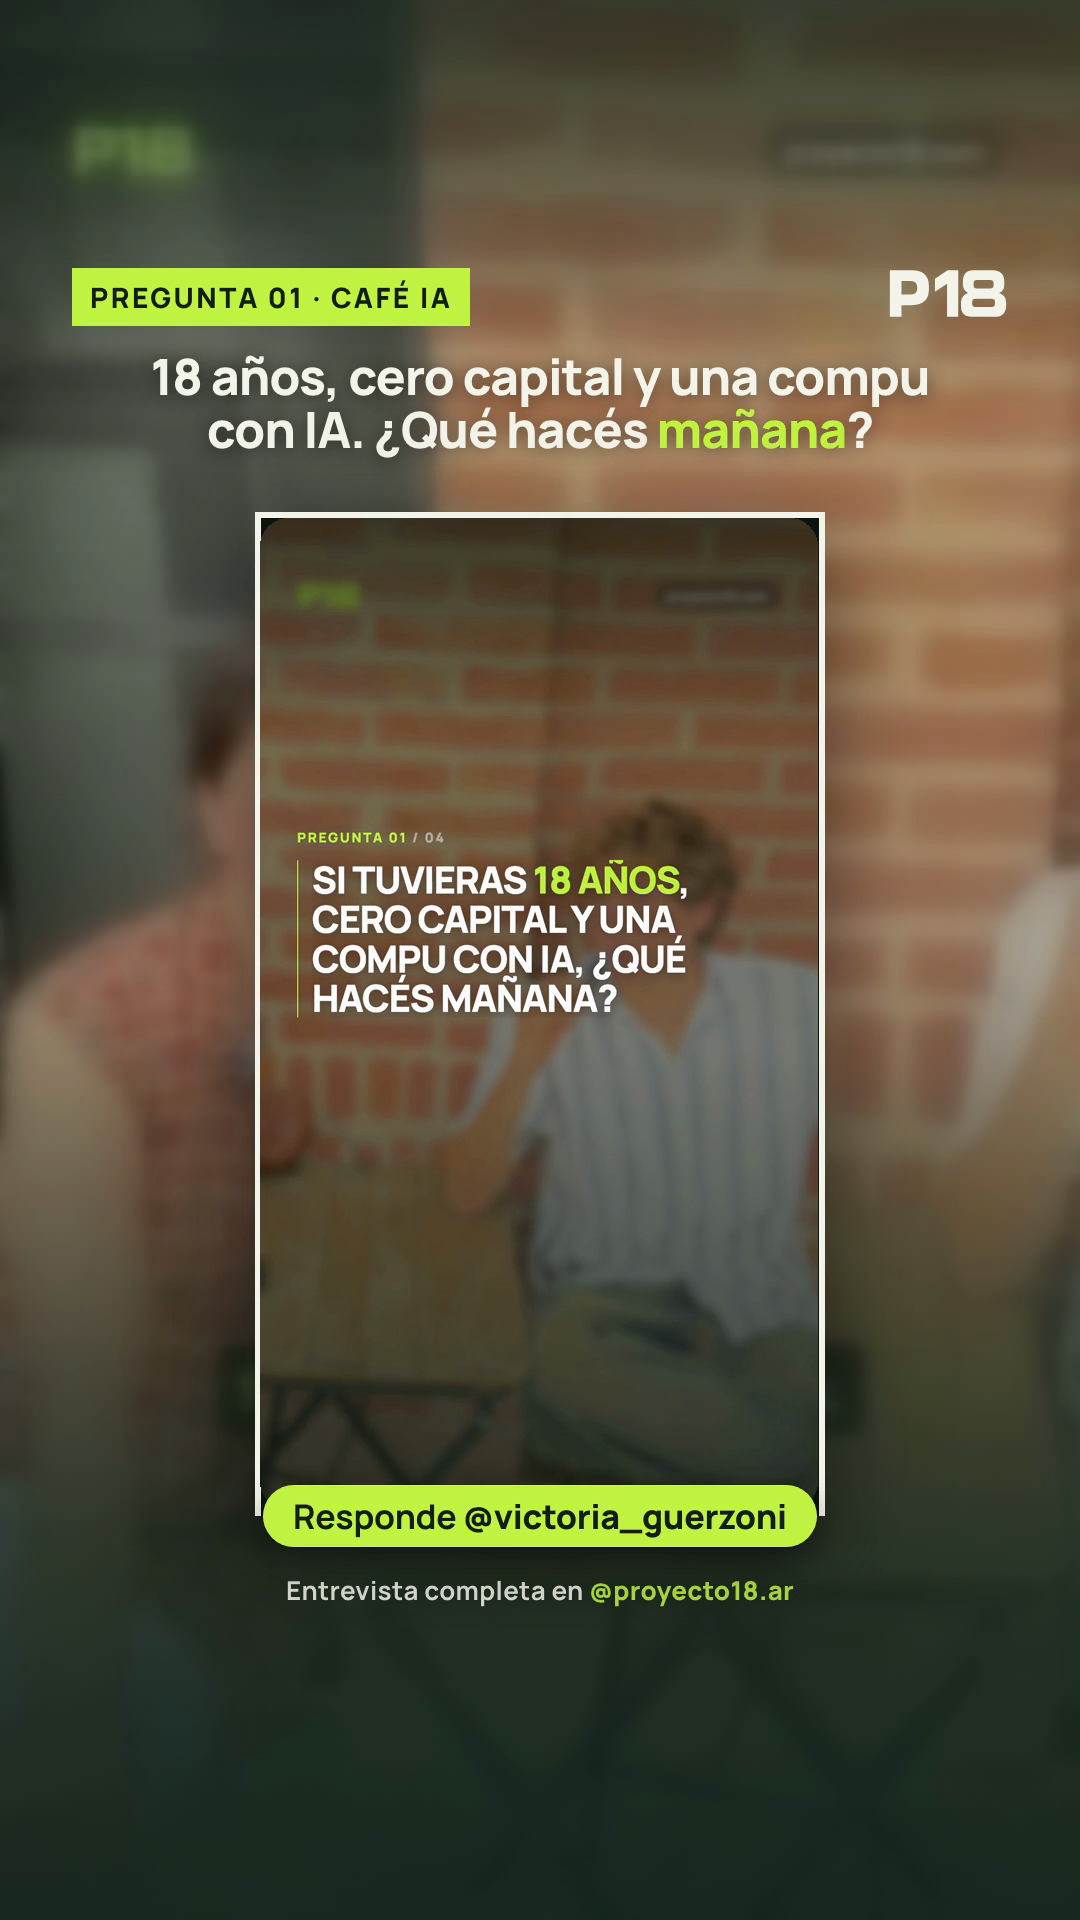 P18
PREGUNTA 01 · CAFÉ IA
P18
18 años, cero capital y una compu
con IA. ¿Qué hacés mañana?
P18
PREGUNTA 01 / 04
SI TUVIERAS 18 AÑOS,
CERO CAPITAL Y UNA
COMPU CON IA, ¿QUÉ
HACÉS MAÑANA?
Responde @victoria_guerzoni
Entrevista completa en @proyecto18.ar